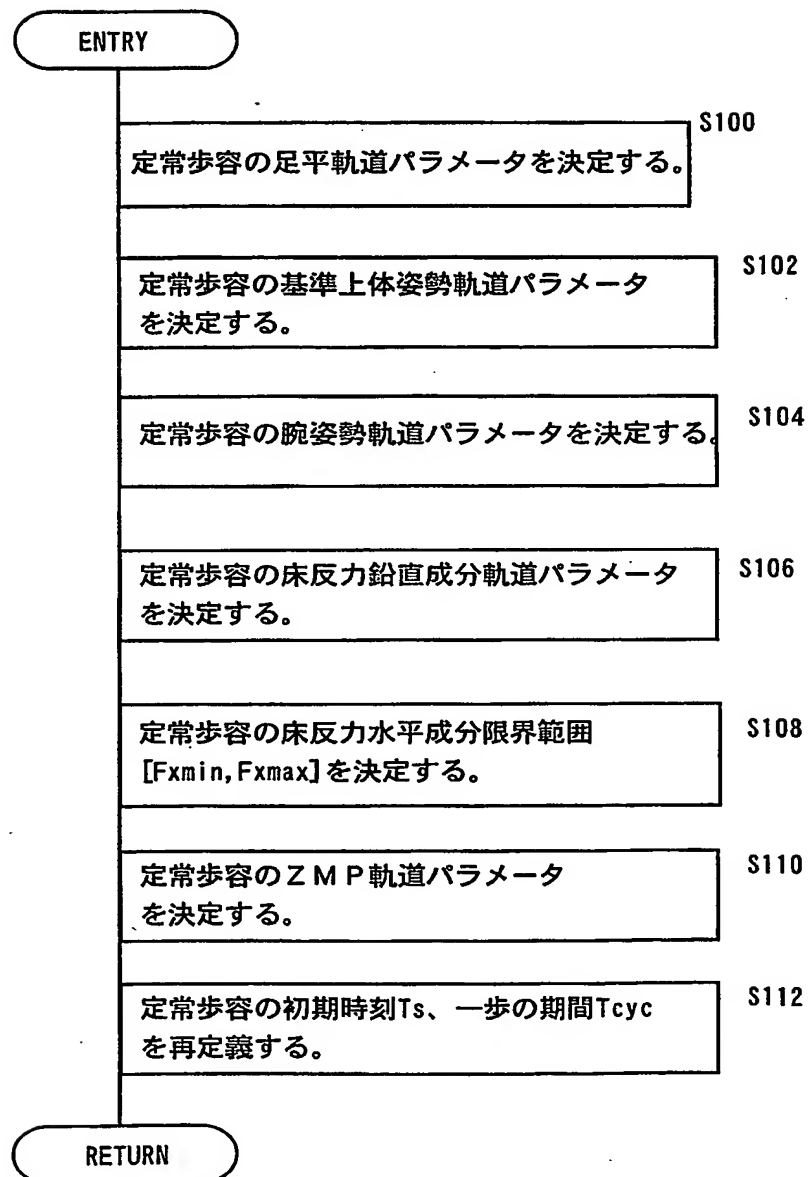 ENTRY
S100
定常歩容の足平軌道パラメータを決定する。
S102
定常歩容の基準上体姿勢軌道パラメータ
を決定する。
S104
定常歩容の腕姿勢軌道パラメータを決定する。
S106
定常歩容の床反力鉛直成分軌道パラメータ
を決定する。
S108
定常歩容の床反力水平成分限界範囲
[Fxmin,Fxmax]を決定する。
S110
定常歩容のＺＭＰ軌道パラメータ
を決定する。
S112
定常歩容の初期時刻Ts、一歩の期間Tcyc
を再定義する。
RETURN